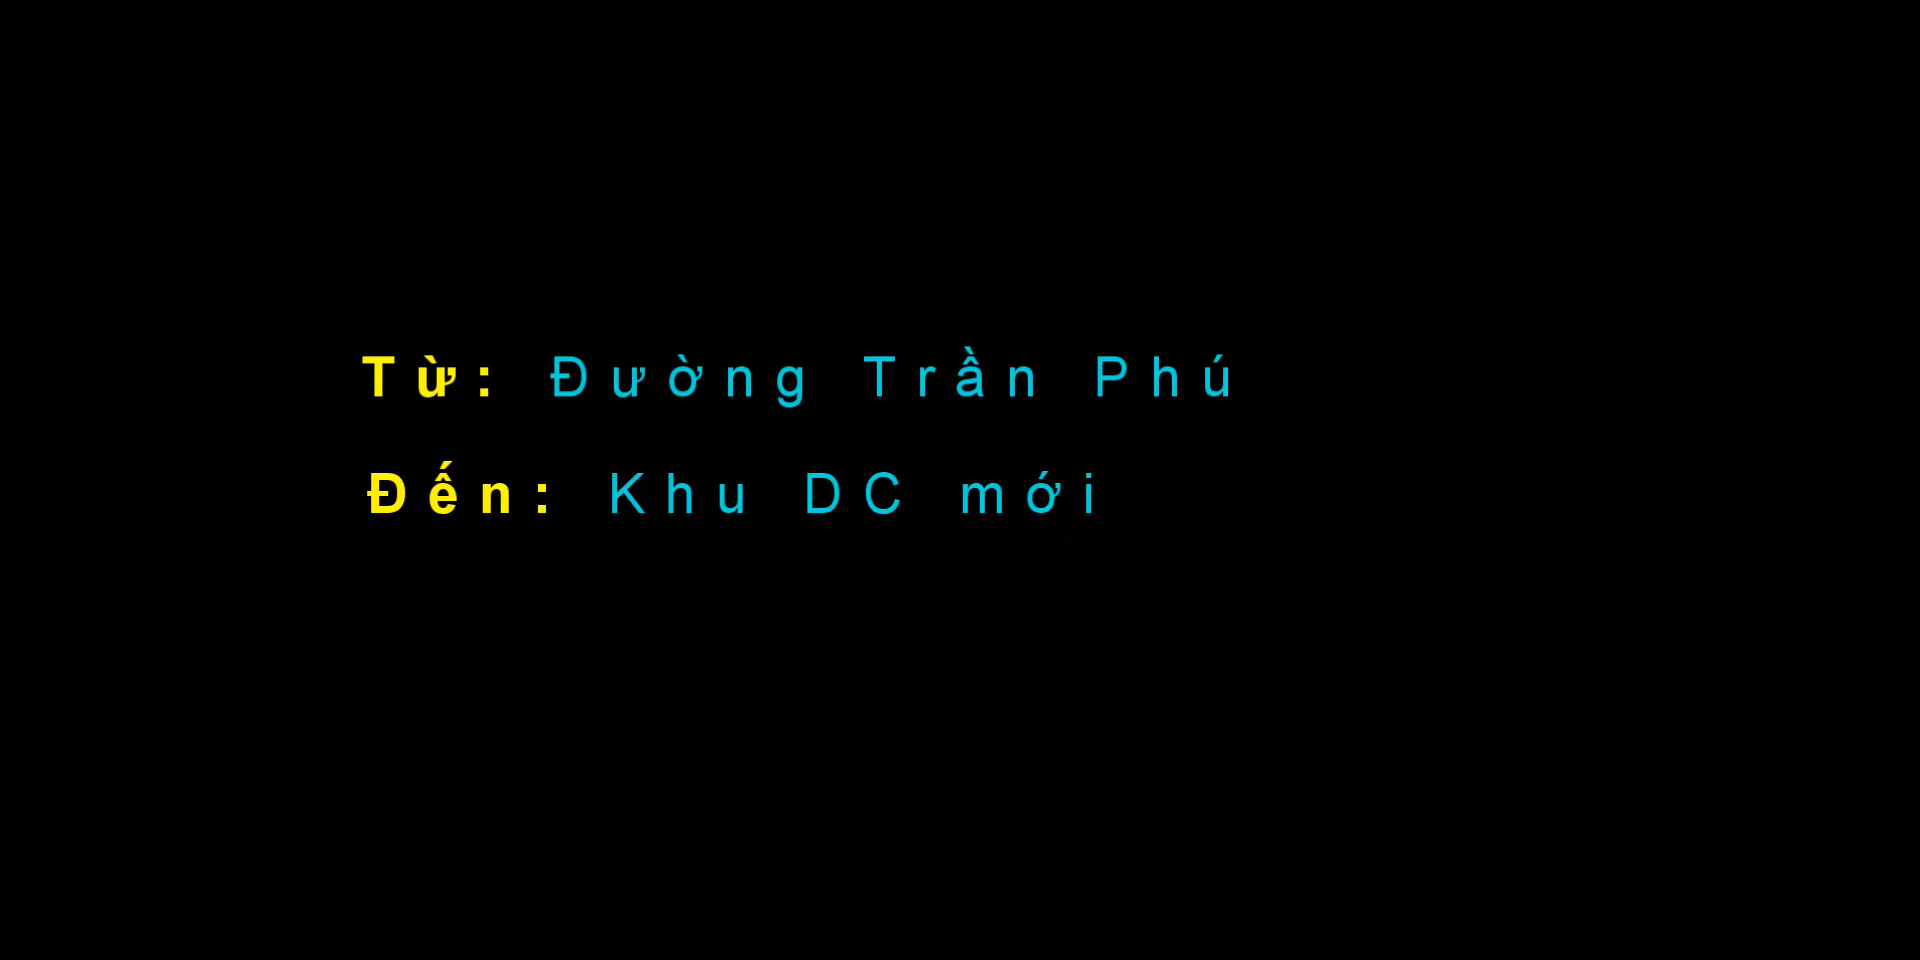 Từ: Đường Trần Phú
Đến: Khu DC mới